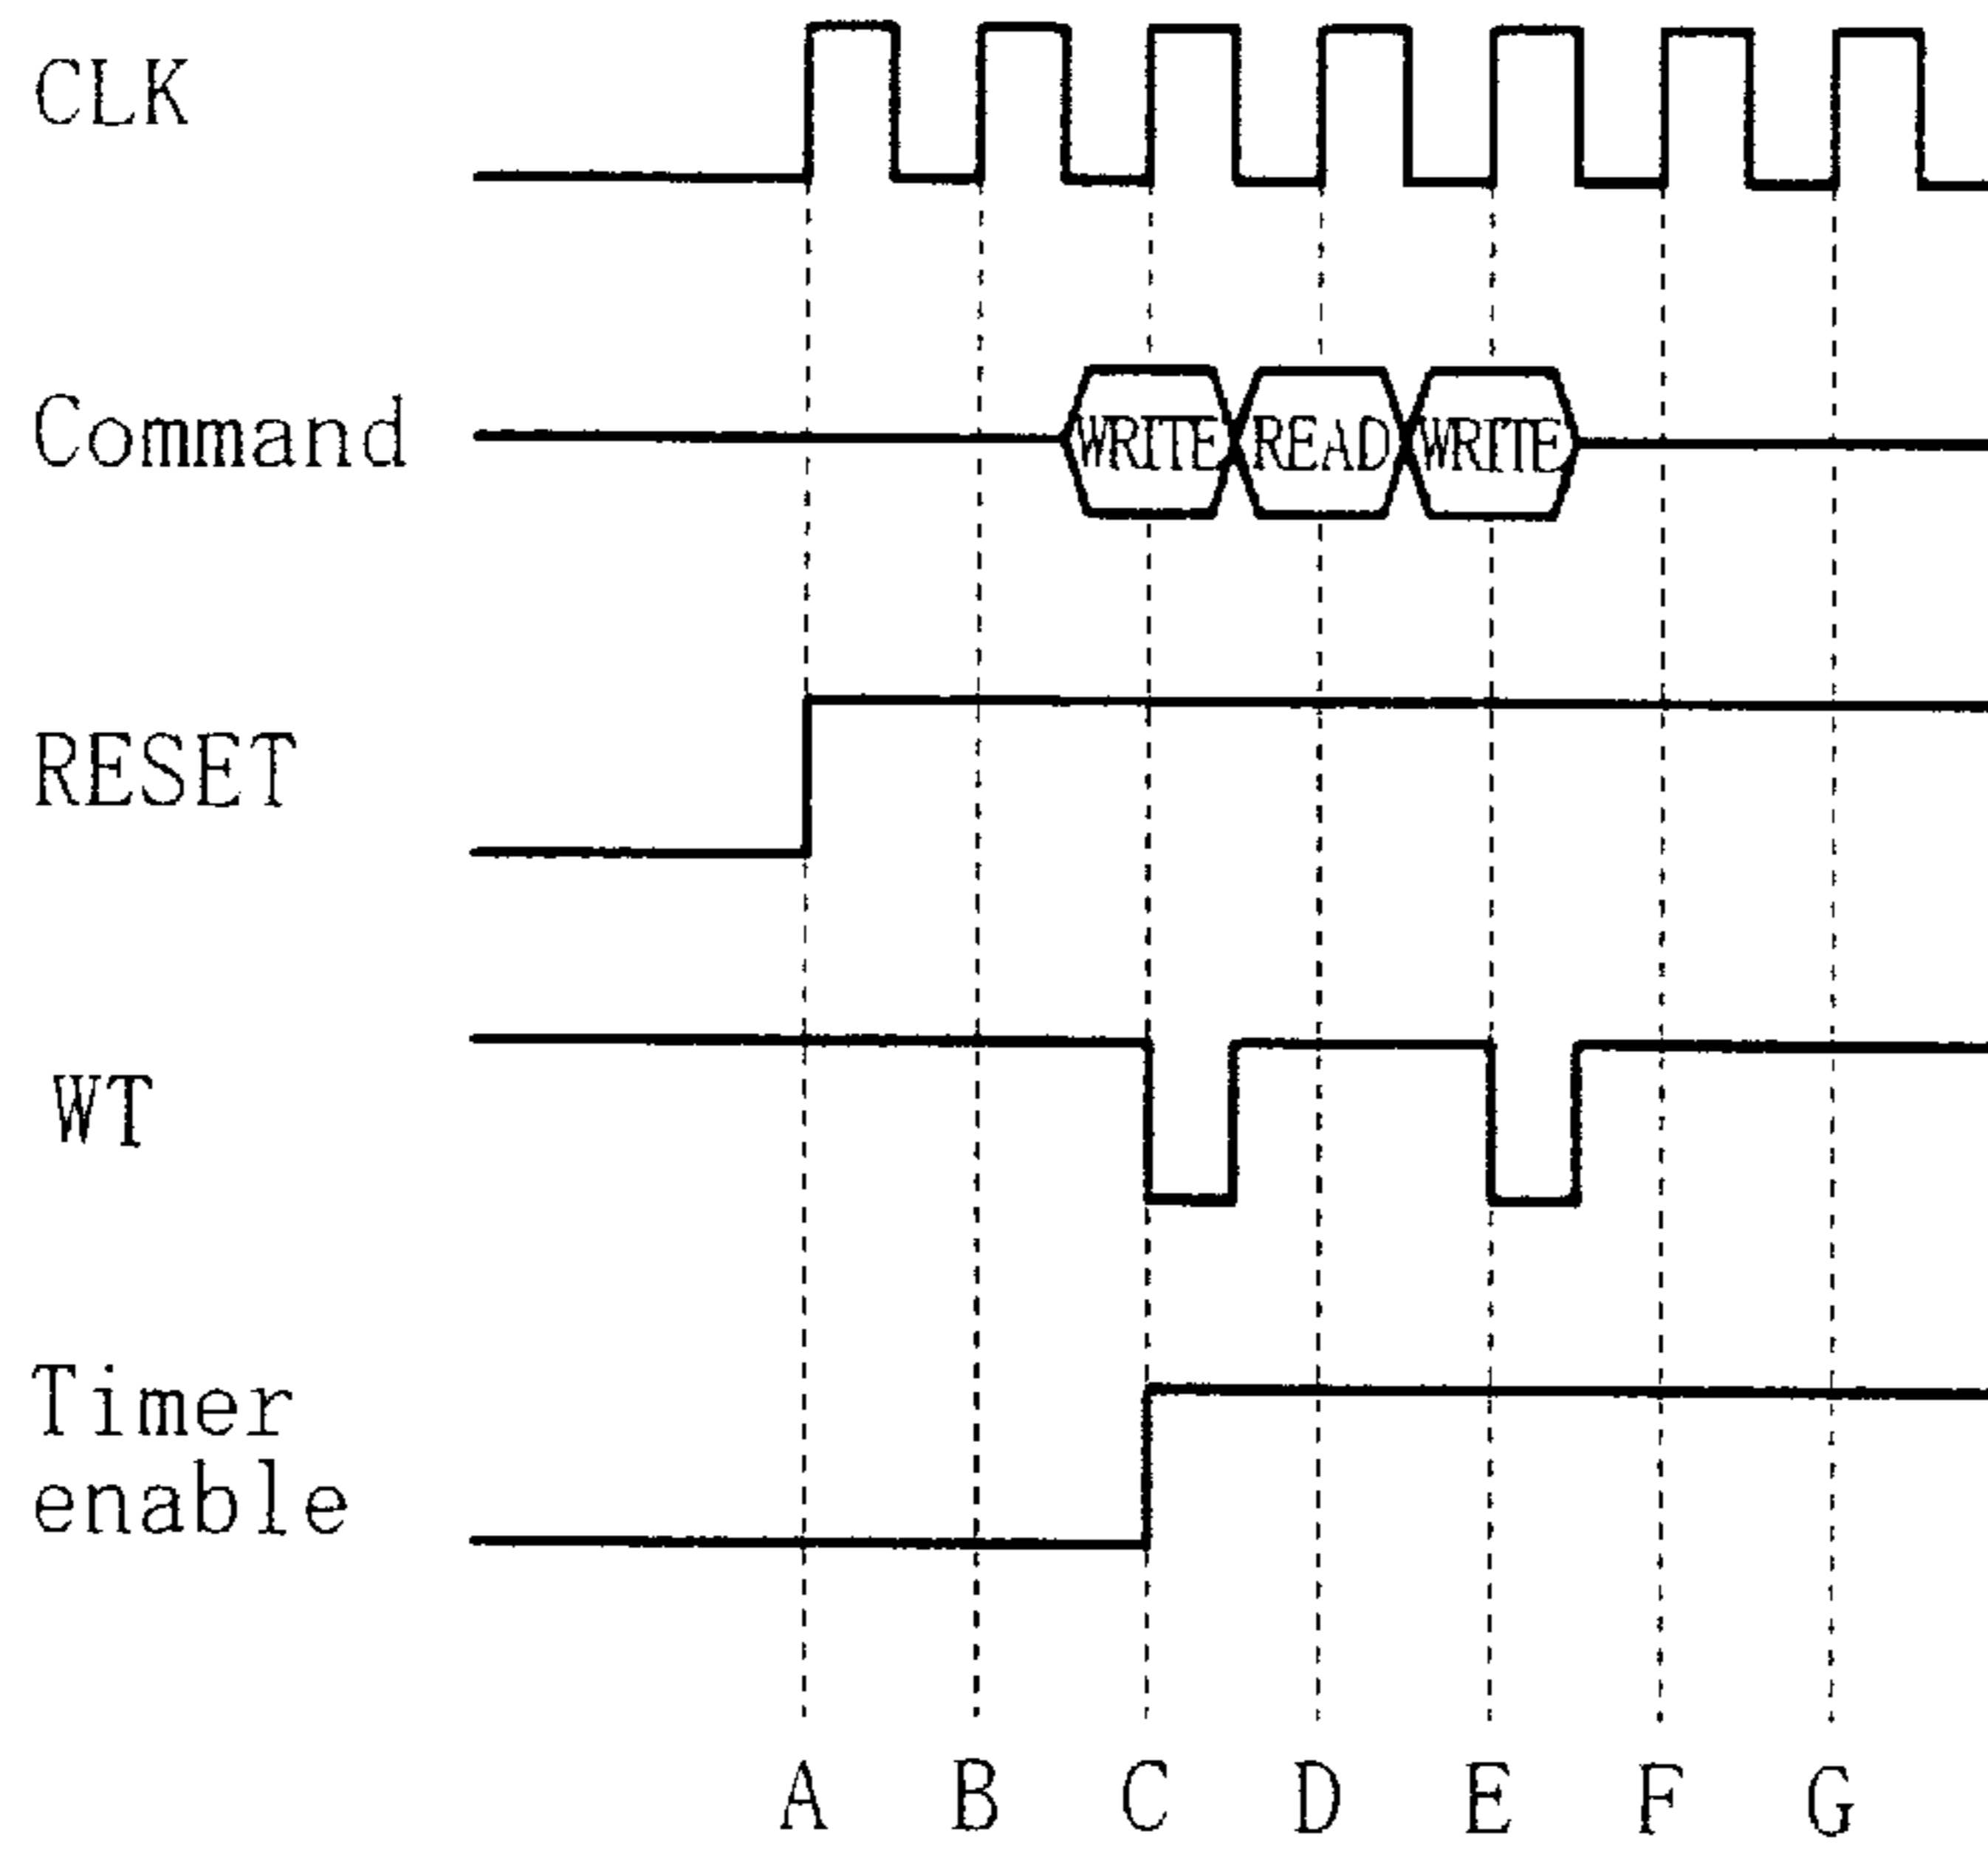 CLK
Command
WRITE READ WRITE
RESET
WT
Timer
enable
A B C D E F G